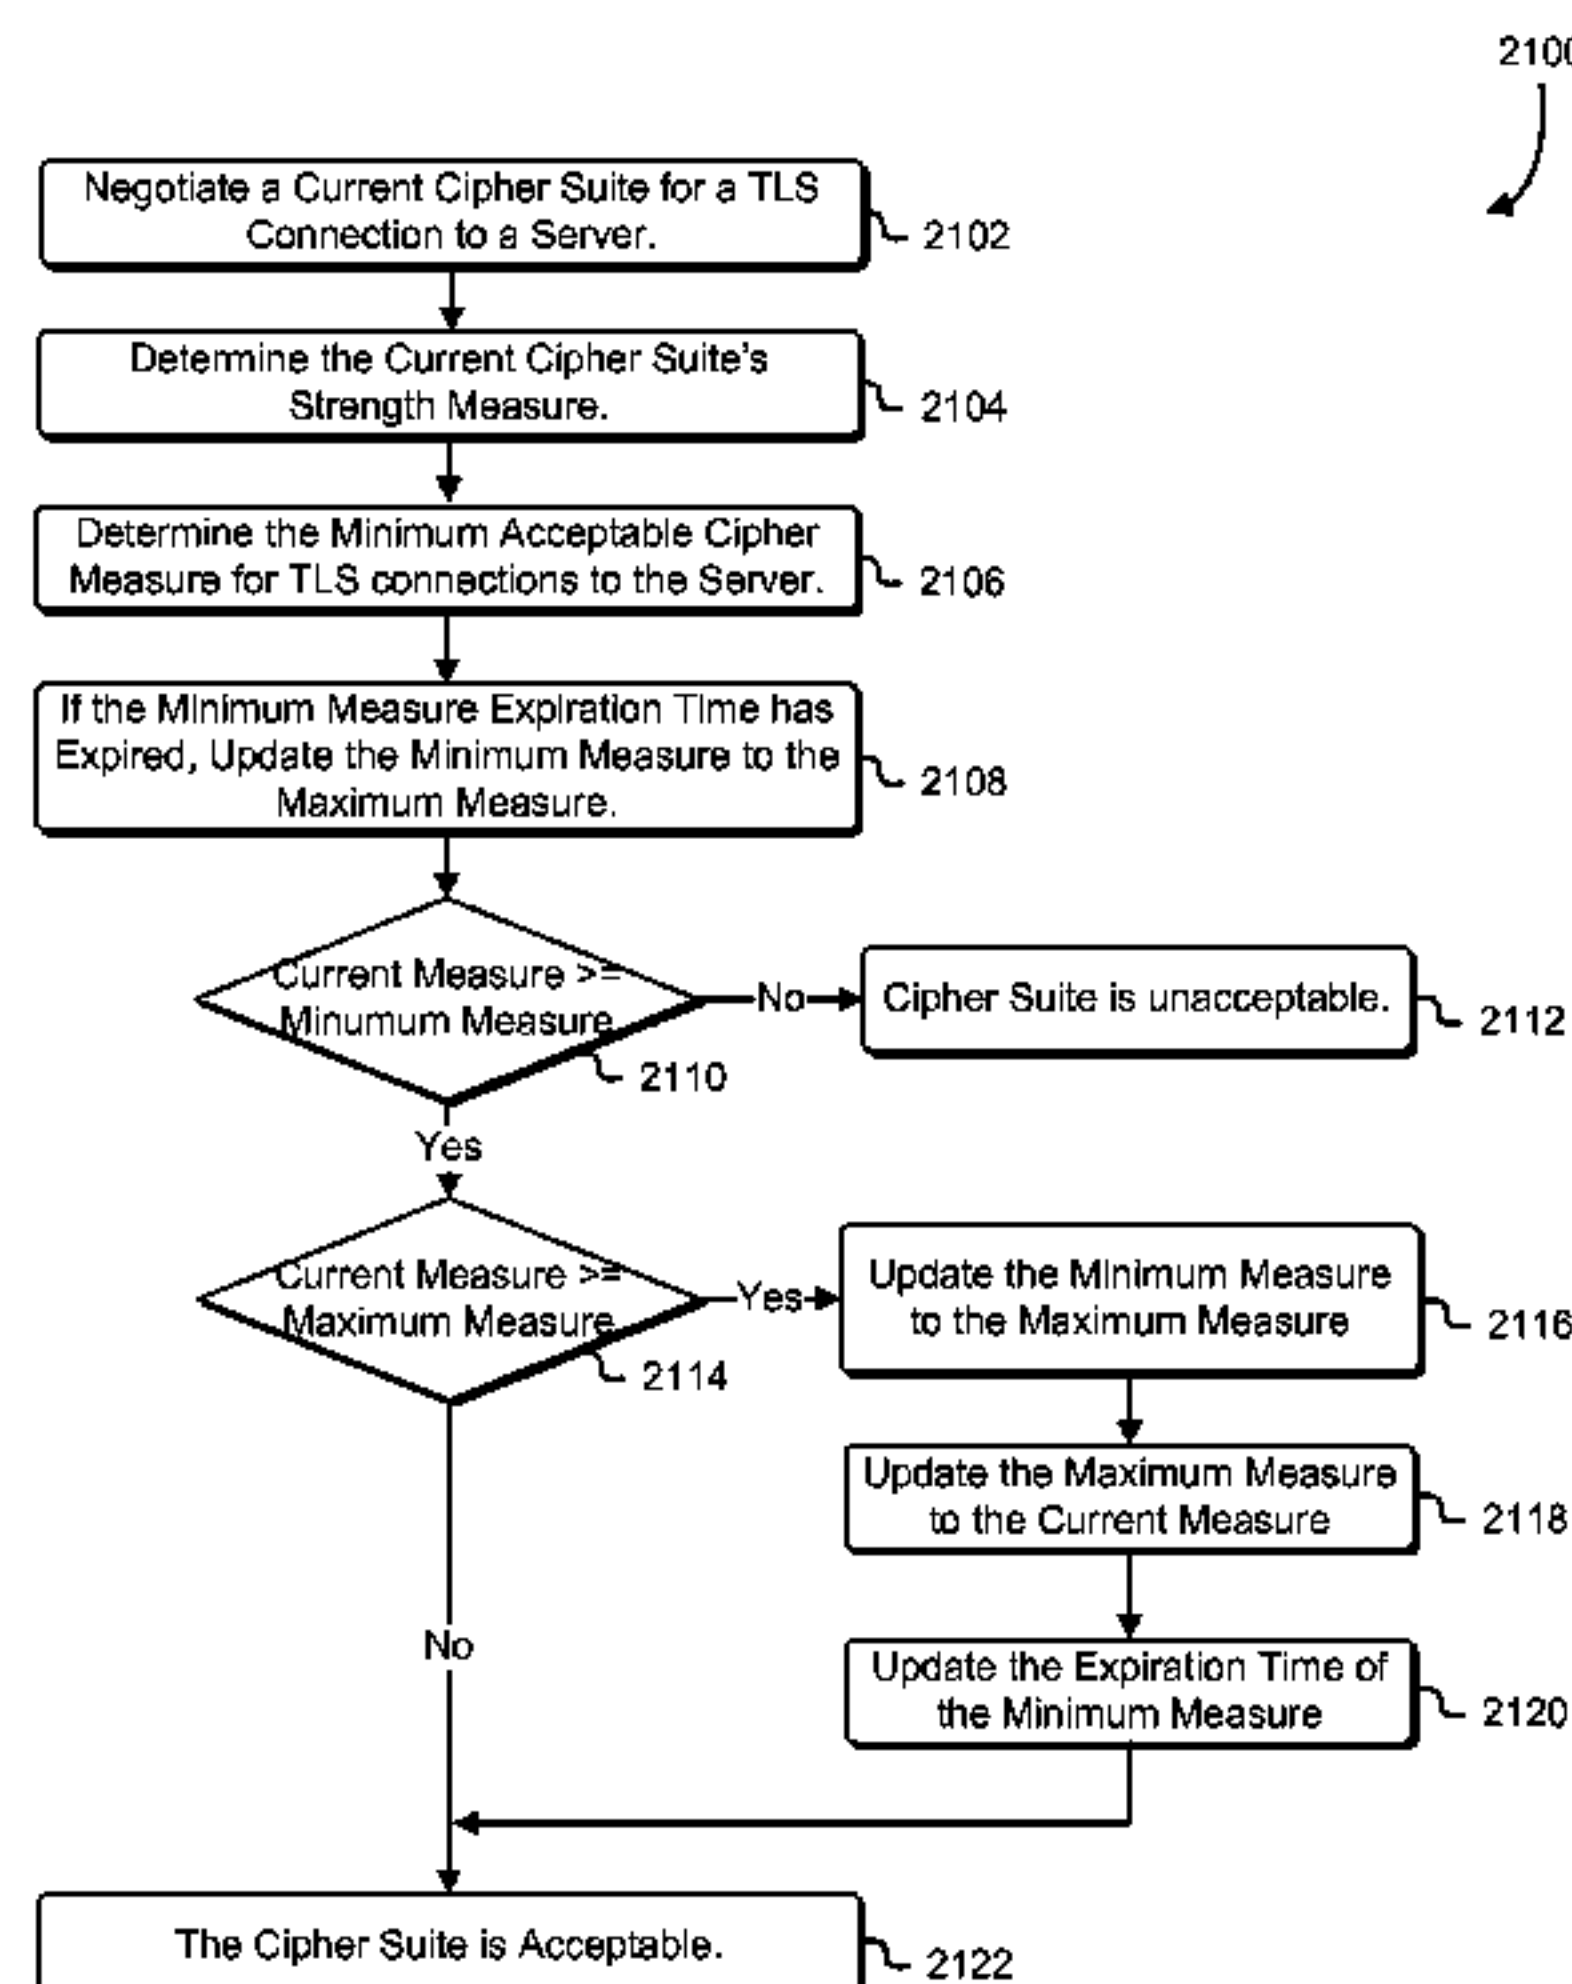 2100
Negotiate a Current Cipher Suite for a TLS
Connection to a Server.
2102
Determine the Current Cipher Suite's
Strength Measure.
2104
Determine the Minimum Acceptable Cipher
Measure for TLS connections to the Server.
2106
If the Minimum Measure Expiration Time has
Expired, Update the Minimum Measure to the
Maximum Measure.
2108
Current Measure >=
Minumum Measure
2110
No
Cipher Suite is unacceptable.
2112
Yes
Current Measure >=
Maximum Measure
2114
Yes
Update the Minimum Measure
to the Maximum Measure
2116
Update the Maximum Measure
to the Current Measure
2118
No
Update the Expiration Time of
the Minimum Measure
2120
The Cipher Suite is Acceptable.
2122